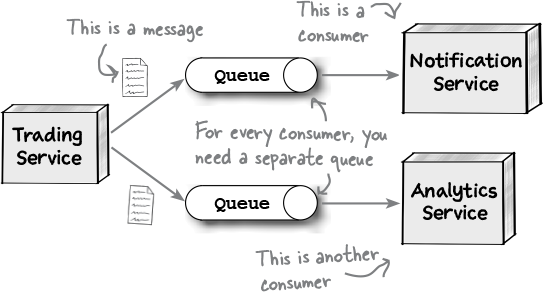 This is a message
This is a
consumer
Queue
Notification
Service
Trading
Service
For every consumer, you
need a separate queue
Queue
Analytics
Service
This is another
consumer